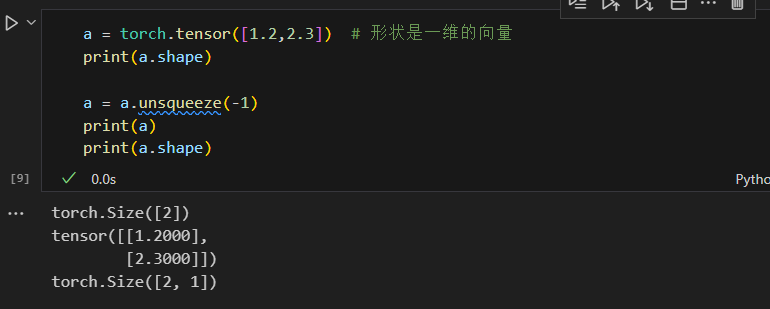 a = torch.tensor([1.2,2.3])  # 形状是一维的向量
print(a.shape)
a = a.unsqueeze(-1)
print(a)
print(a.shape)
[9]
0.0s
Pytho
torch.Size([2])
tensor([[1.2000],
        [2.3000]])
torch.Size([2, 1])